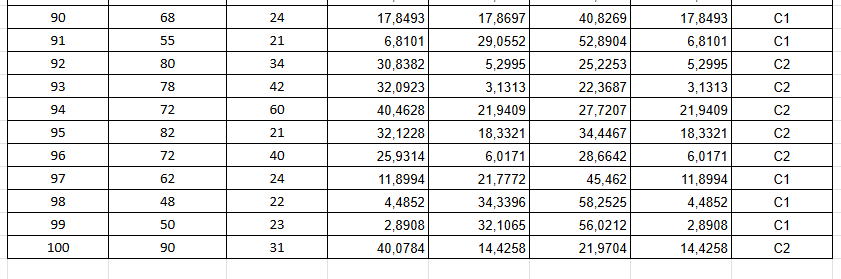 90 68 24 17,8493 17,8697 40,8269 17,8493 C1
91 55 21 6,8101 29,0552 52,8904 6,8101 C1
92 80 34 30,8382 5,2995 25,2253 5,2995 C2
93 78 42 32,0923 3,1313 22,3687 3,1313 C2
94 72 60 40,4628 21,9409 27,7207 21,9409 C2
95 82 21 32,1228 18,3321 34,4467 18,3321 C2
96 72 40 25,9314 6,0171 28,6642 6,0171 C2
97 62 24 11,8994 21,7772 45,462 11,8994 C1
98 48 22 4,4852 34,3396 58,2525 4,4852 C1
99 50 23 2,8908 32,1065 56,0212 2,8908 C1
100 90 31 40,0784 14,4258 21,9704 14,4258 C2